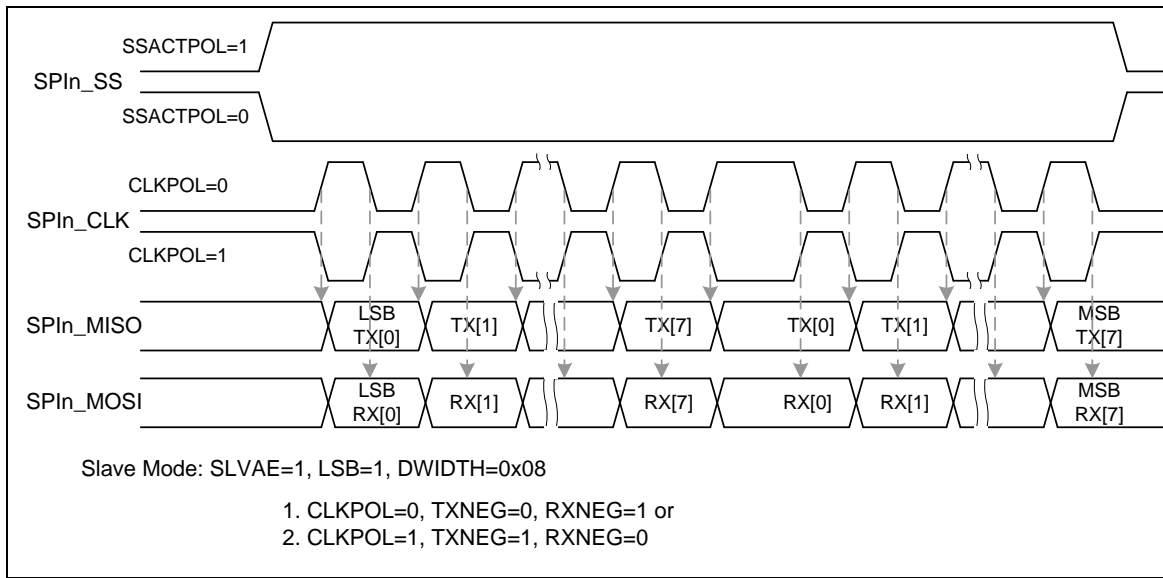 SSACTPOL=1
SPIn_SS
SSACTPOL=0
CLKPOL=0
SPIn_CLK
CLKPOL=1
SPIn_MISO
LSB
TX[0]
TX[1]
TX[7]
TX[0]
TX[1]
MSB
TX[7]
SPIn_MOSI
LSB
RX[0]
RX[1]
RX[7]
RX[0]
RX[1]
MSB
RX[7]
Slave Mode: SLVAE=1, LSB=1, DWIDTH=0x08
1. CLKPOL=0, TXNEG=0, RXNEG=1 or
2. CLKPOL=1, TXNEG=1, RXNEG=0